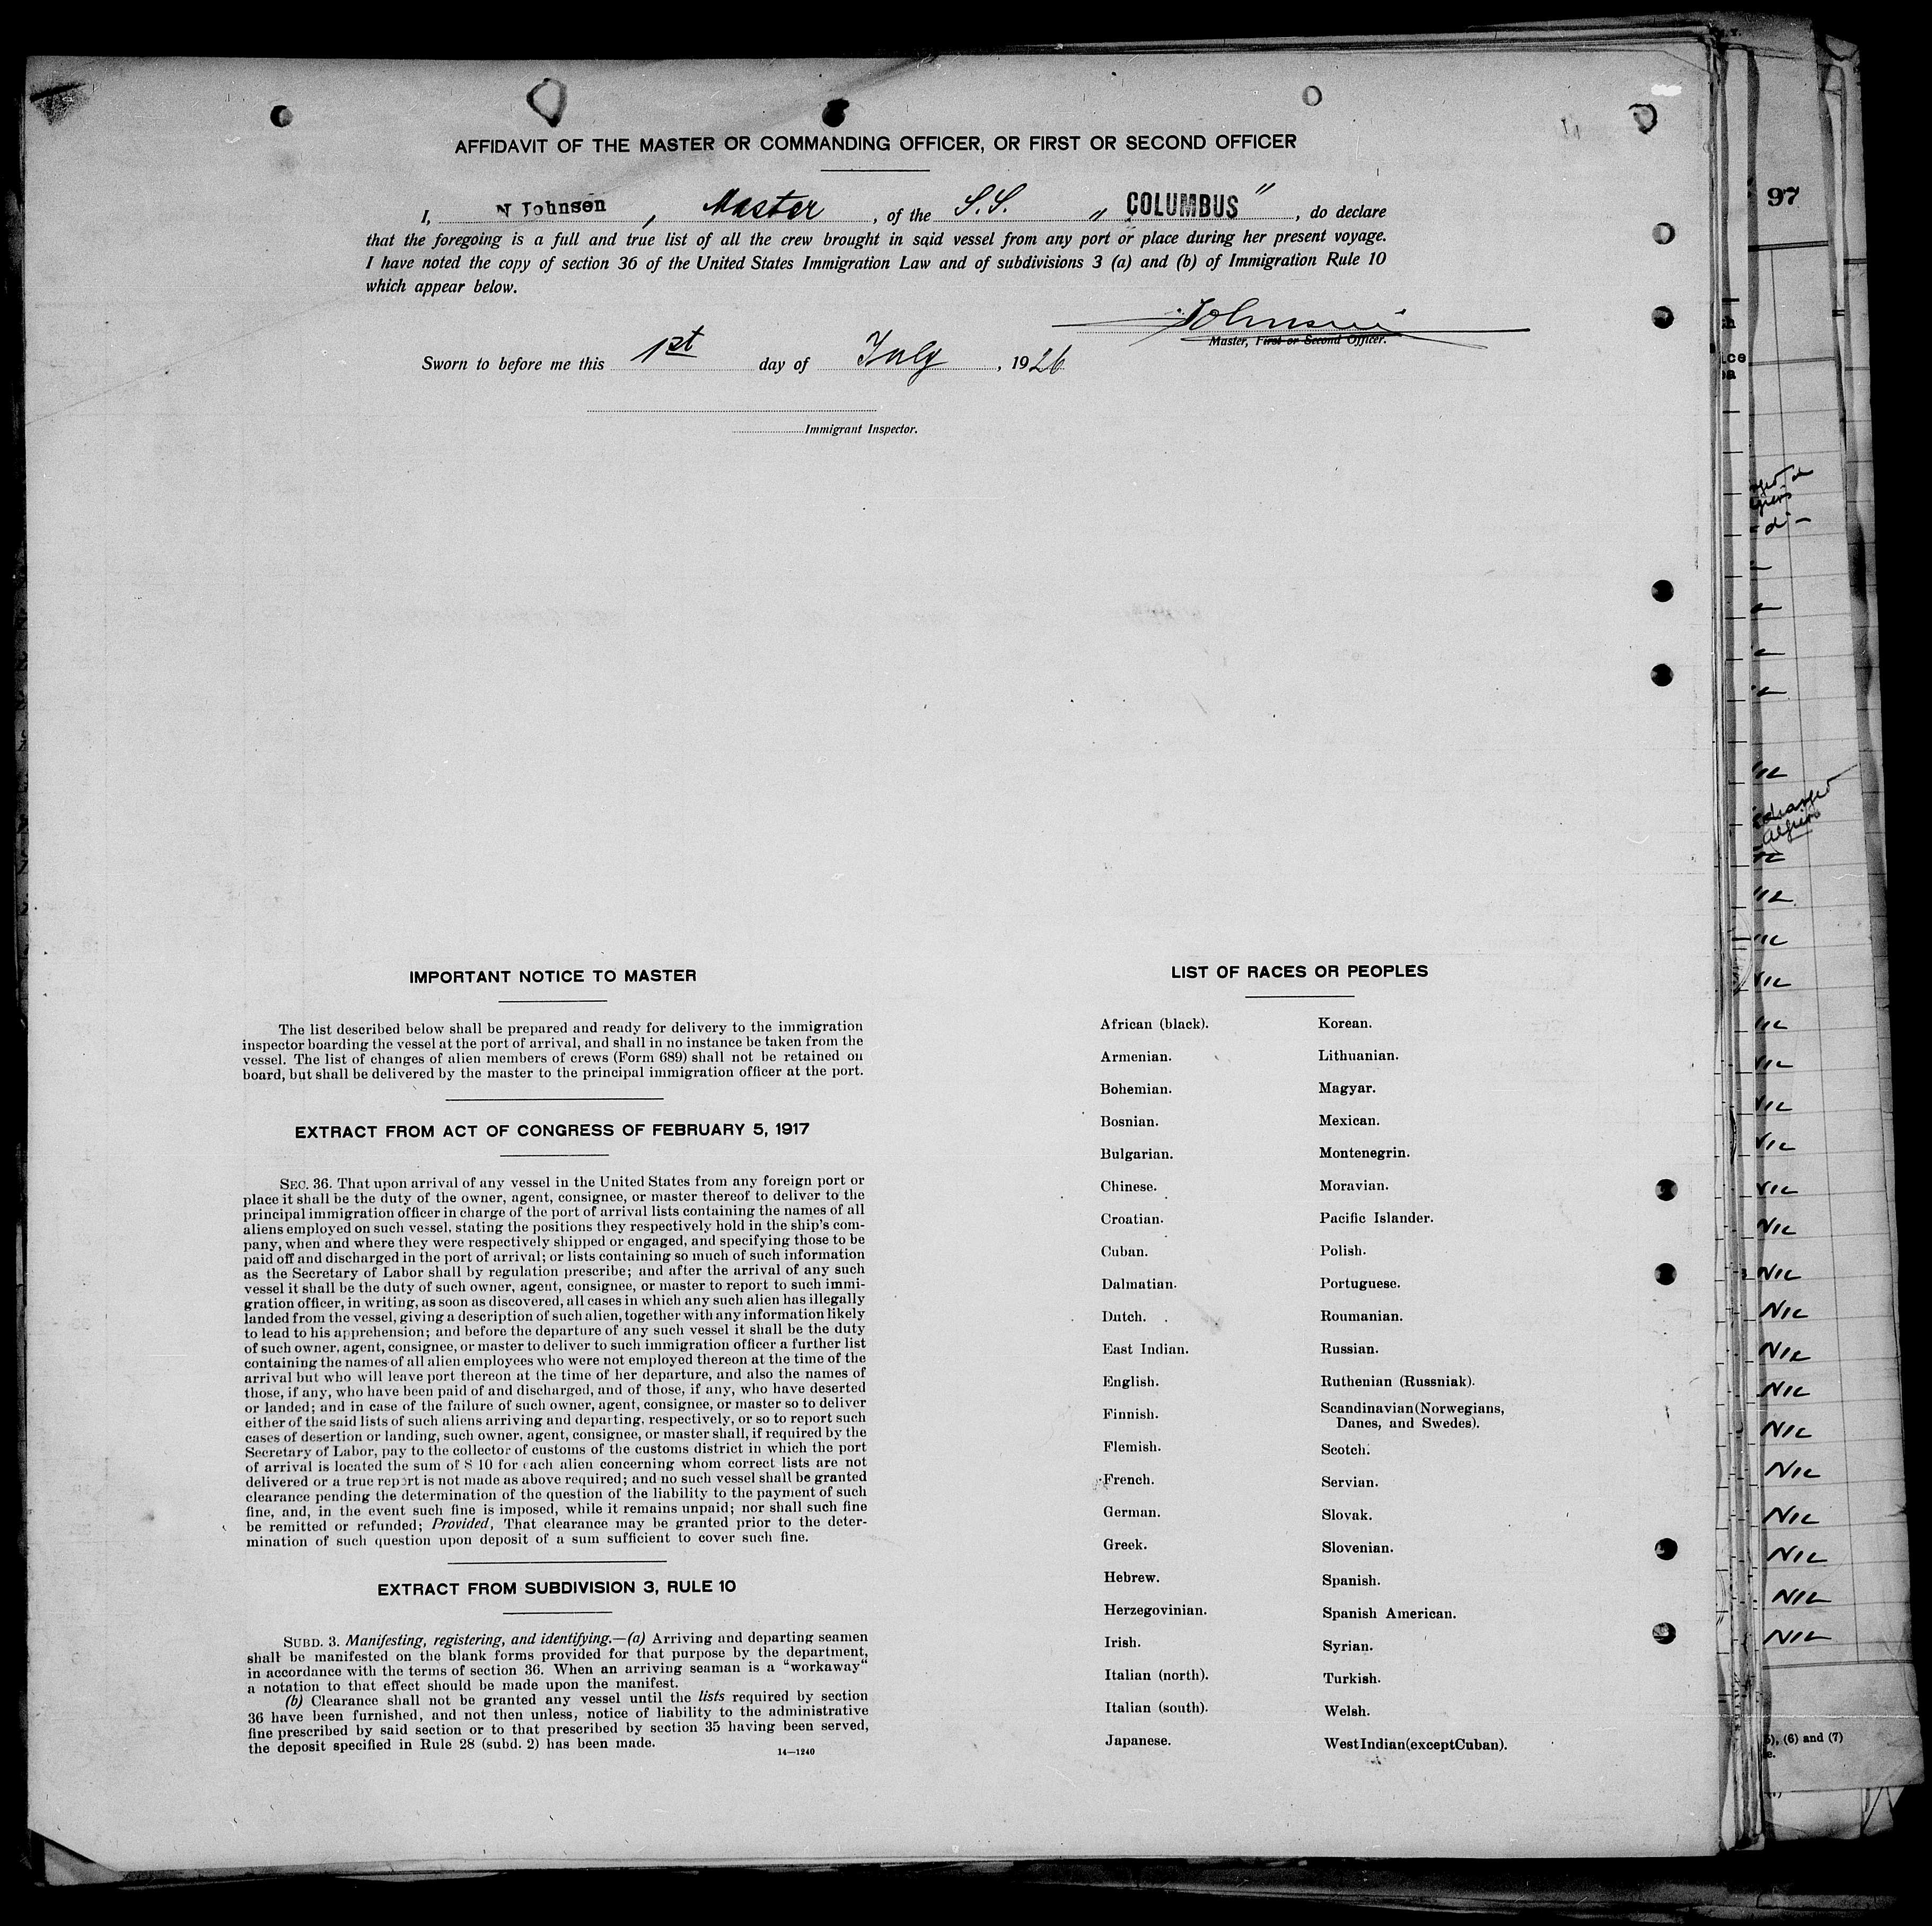 AFFIDAVIT OF THE MASTER OR COMMANDING OFFICER, OR FIRST OR SECOND OFFICER
I, N Johnsen, Master, of the S.S. „ COLUMBUS ", do declare
that the foregoing is a full and true list of all the crew brought in said vessel from any port or place during her present voyage.
I have noted the copy of section 36 of the United States Immigration Law and of subdivisions 3 (a) and (b) of Immigration Rule 10
which appear below.
Johnsen
Master, First or Second Officer.
Sworn to before me this 1st day of July, 1926
Immigrant Inspector.
IMPORTANT NOTICE TO MASTER
The list described below shall be prepared and ready for delivery to the immigration
inspector boarding the vessel at the port of arrival, and shall in no instance be taken from the
vessel. The list of changes of alien members of crews (Form 689) shall not be retained on
board, but shall be delivered by the master to the principal immigration officer at the port.
EXTRACT FROM ACT OF CONGRESS OF FEBRUARY 5, 1917
SEC. 36. That upon arrival of any vessel in the United States from any foreign port or
place it shall be the duty of the owner, agent, consignee, or master thereof to deliver to the
principal immigration officer in charge of the port of arrival lists containing the names of all
aliens employed on such vessel, stating the positions they respectively hold in the ship's com-
pany, when and where they were respectively shipped or engaged, and specifying those to be
paid off and discharged in the port of arrival; or lists containing so much of such information
as the Secretary of Labor shall by regulation prescribe; and after the arrival of any such
vessel it shall be the duty of such owner, agent, consignee, or master to report to such immi-
gration officer, in writing, as soon as discovered, all cases in which any such alien has illegally
landed from the vessel, giving a description of such alien, together with any information likely
to lead to his apprehension; and before the departure of any such vessel it shall be the duty
of such owner, agent, consignee, or master to deliver to such immigration officer a further list
containing the names of all alien employees who were not employed thereon at the time of the
arrival but who will leave port thereon at the time of her departure, and also the names of
those, if any, who have been paid of and discharged, and of those, if any, who have deserted
or landed; and in case of the failure of such owner, agent, consignee, or master so to deliver
either of the said lists of such aliens arriving and departing, respectively, or so to report such
cases of desertion or landing, such owner, agent, consignee, or master shall, if required by the
Secretary of Labor, pay to the collector of customs of the customs district in which the port
of arrival is located the sum of $ 10 for each alien concerning whom correct lists are not
delivered or a true report is not made as above required; and no such vessel shall be granted
clearance pending the determination of the question of the liability to the payment of such
fine, and, in the event such fine is imposed, while it remains unpaid; nor shall such fine
be remitted or refunded; Provided, That clearance may be granted prior to the deter-
mination of such question upon deposit of a sum sufficient to cover such fine.
EXTRACT FROM SUBDIVISION 3, RULE 10
SUBD. 3. Manifesting, registering, and identifying.—(a) Arriving and departing seamen
shall be manifested on the blank forms provided for that purpose by the department,
in accordance with the terms of section 36. When an arriving seaman is a "workaway"
a notation to that effect should be made upon the manifest.
(b) Clearance shall not be granted any vessel until the lists required by section
36 have been furnished, and not then unless, notice of liability to the administrative
fine prescribed by said section or to that prescribed by section 35 having been served,
the deposit specified in Rule 28 (subd. 2) has been made.
14—1240
LIST OF RACES OR PEOPLES
African (black).
Armenian.
Bohemian.
Bosnian.
Bulgarian.
Chinese.
Croatian.
Cuban.
Dalmatian.
Dutch.
East Indian.
English.
Finnish.
Flemish.
French.
German.
Greek.
Hebrew.
Herzegovinian.
Irish.
Italian (north).
Italian (south).
Japanese.
Korean.
Lithuanian.
Magyar.
Mexican.
Montenegrin.
Moravian.
Pacific Islander.
Polish.
Portuguese.
Roumanian.
Russian.
Ruthenian (Russniak).
Scandinavian (Norwegians,
Danes, and Swedes).
Scotch.
Servian.
Slovak.
Slovenian.
Spanish.
Spanish American.
Syrian.
Turkish.
Welsh.
West Indian (except Cuban).
97
Nil
Nil
Nil
Nil
Nil
Nil
Nil
Nil
Nil
Nil
(6) and (7)